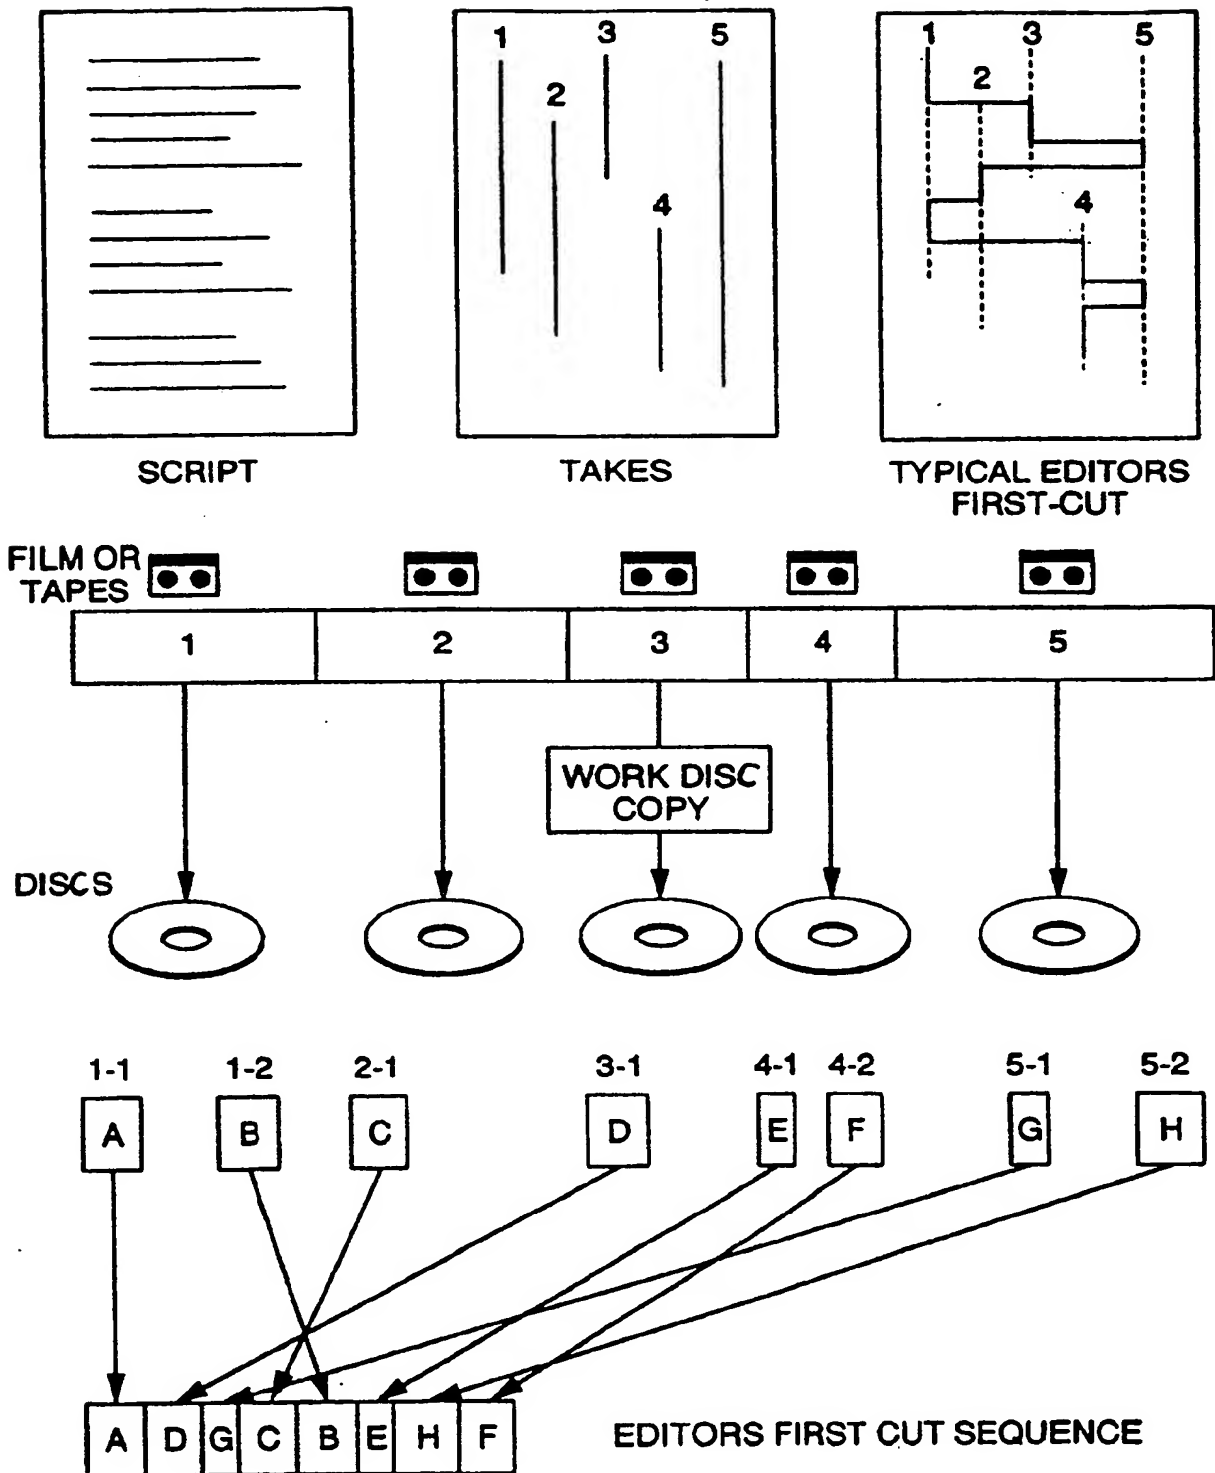 1 3 5
2
4
1 3 5
2
4
SCRIPT
TAKES
TYPICAL EDITORS
FIRST-CUT
FILM OR
TAPES
1 2 3 4 5
WORK DISC
COPY
DISCS
1-1 1-2 2-1 3-1 4-1 4-2 5-1 5-2
A B C D E F G H
A D G C B E H F
EDITORS FIRST CUT SEQUENCE